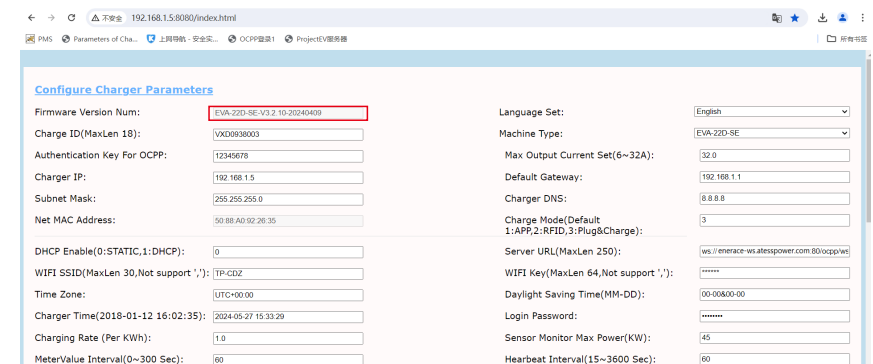 不安全 192.168.1.5:8080/index.html
PMS Parameters of Cha... 上网导航 - 安全实... OCPP登录1 ProjectEV服务器 所有书签
Configure Charger Parameters
Firmware Version Num: EVA-22D-SE-V3.2.10-20240409 Language Set: English
Charge ID(MaxLen 18): VXD0938003 Machine Type: EVA-22D-SE
Authentication Key For OCPP: 12345678 Max Output Current Set(6~32A): 32.0
Charger IP: 192.168.1.5 Default Gateway: 192.168.1.1
Subnet Mask: 255.255.255.0 Charger DNS: 8.8.8.8
Net MAC Address: 50:88:A0:92:26:35 Charge Mode(Default
1:APP,2:RFID,3:Plug&Charge): 3
DHCP Enable(0:STATIC,1:DHCP): 0 Server URL(MaxLen 250): ws://enerace-ws.atesspower.com:80/ocpp/ws
WIFI SSID(MaxLen 30,Not support ','): TP-CDZ WIFI Key(MaxLen 64,Not support ','): ••••••
Time Zone: UTC+00:00 Daylight Saving Time(MM-DD): 00-00&00-00
Charger Time(2018-01-12 16:02:35): 2024-05-27 15:33:29 Login Password: ••••••••
Charging Rate (Per KWh): 1.0 Sensor Monitor Max Power(KW): 45
MeterValue Interval(0~300 Sec): 60 Hearbeat Interval(15~3600 Sec): 60